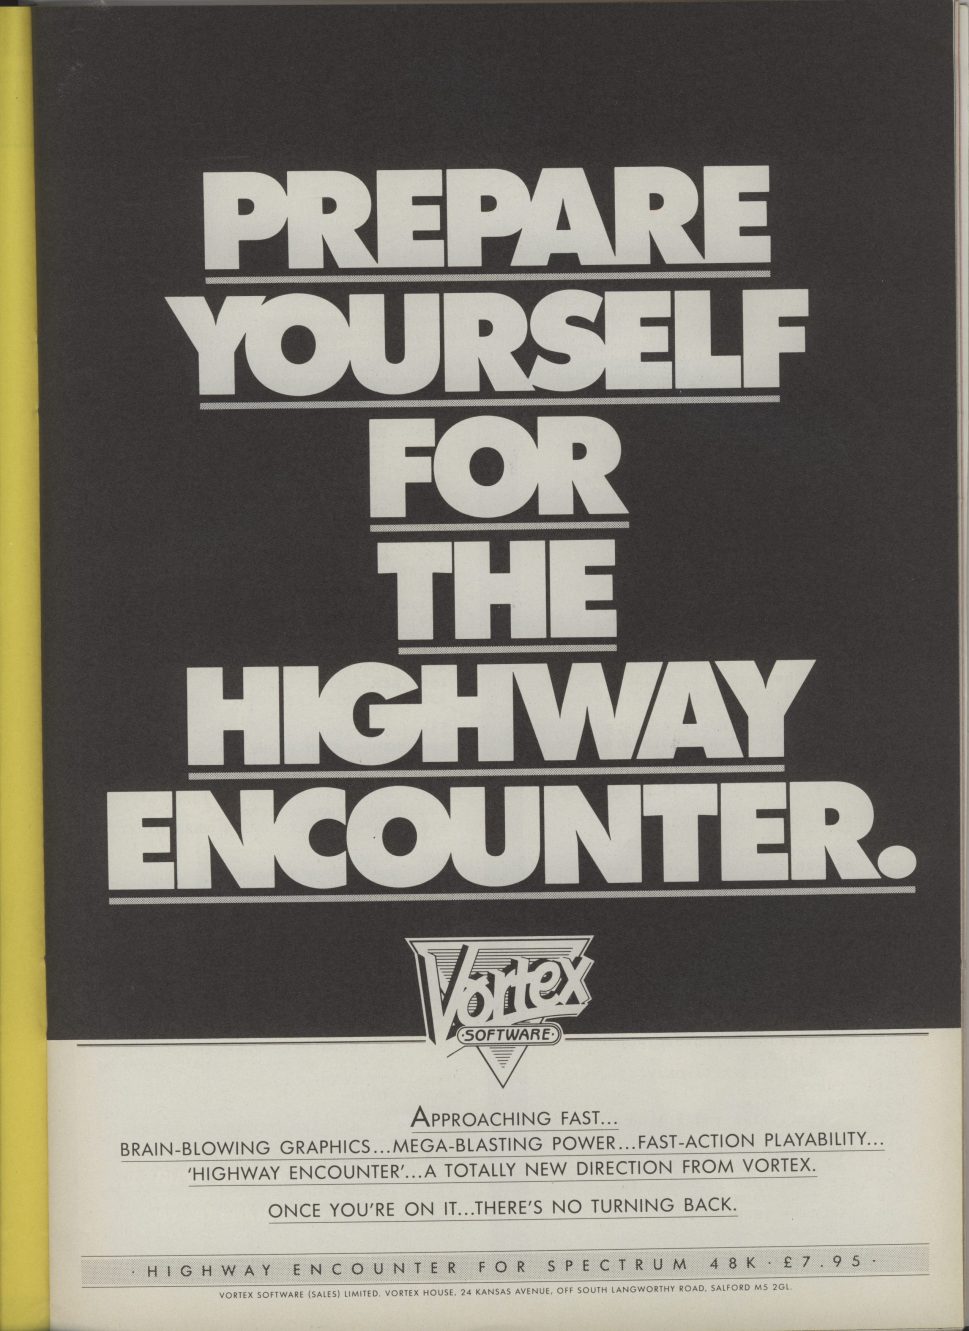 PREPARE
YOURSELF
FOR
THE
HIGHWAY
ENCOUNTER.
Vortex
·SOFTWARE·
APPROACHING FAST...
BRAIN-BLOWING GRAPHICS...MEGA-BLASTING POWER...FAST-ACTION PLAYABILITY...
'HIGHWAY ENCOUNTER'...A TOTALLY NEW DIRECTION FROM VORTEX.
ONCE YOU'RE ON IT...THERE'S NO TURNING BACK.
· HIGHWAY ENCOUNTER FOR SPECTRUM 48K · £7.95 ·
VORTEX SOFTWARE (SALES) LIMITED, VORTEX HOUSE, 24 KANSAS AVENUE, OFF SOUTH LANGWORTHY ROAD, SALFORD M5 2GL.